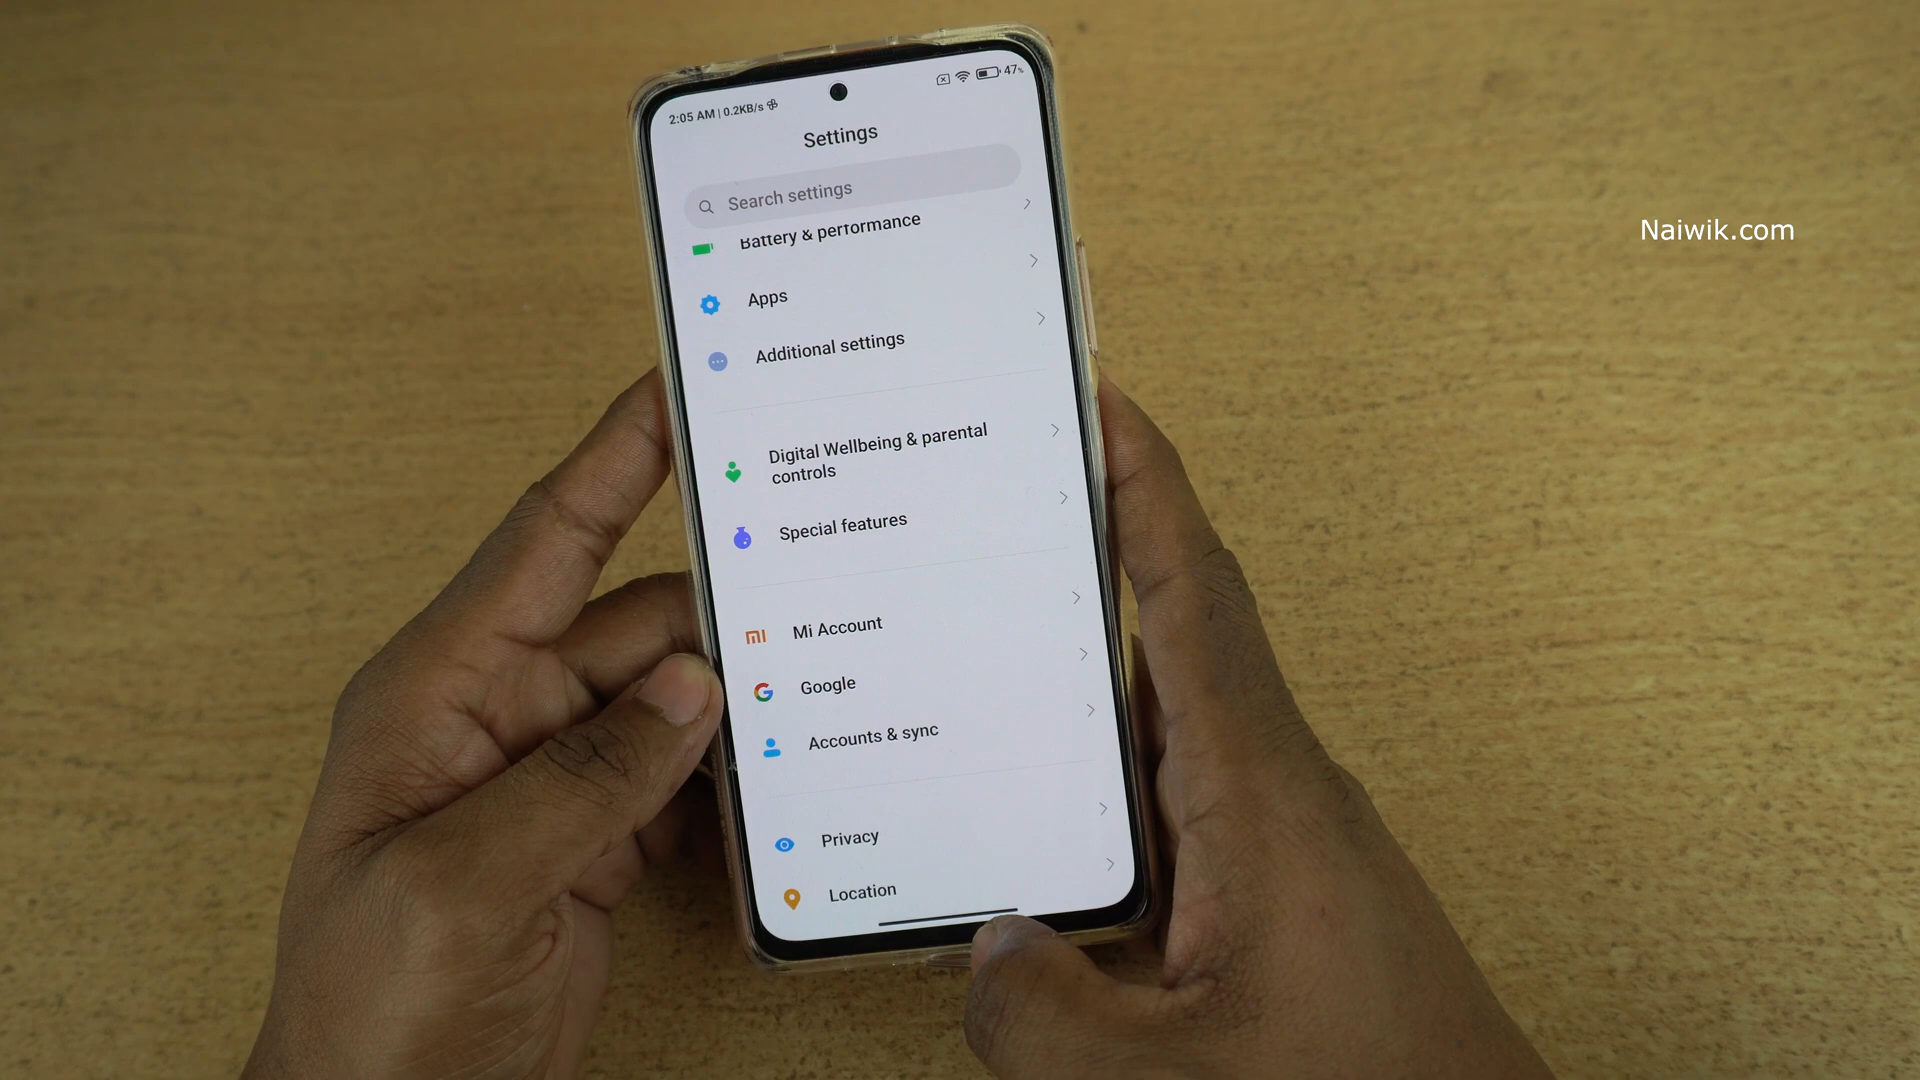 2:05 AM | 0.2KB/s
47%
Settings
Search settings
Battery & performance
Apps
Additional settings
Digital Wellbeing & parental
controls
Special features
Mi Account
Google
Accounts & sync
Privacy
Location
Naiwik.com